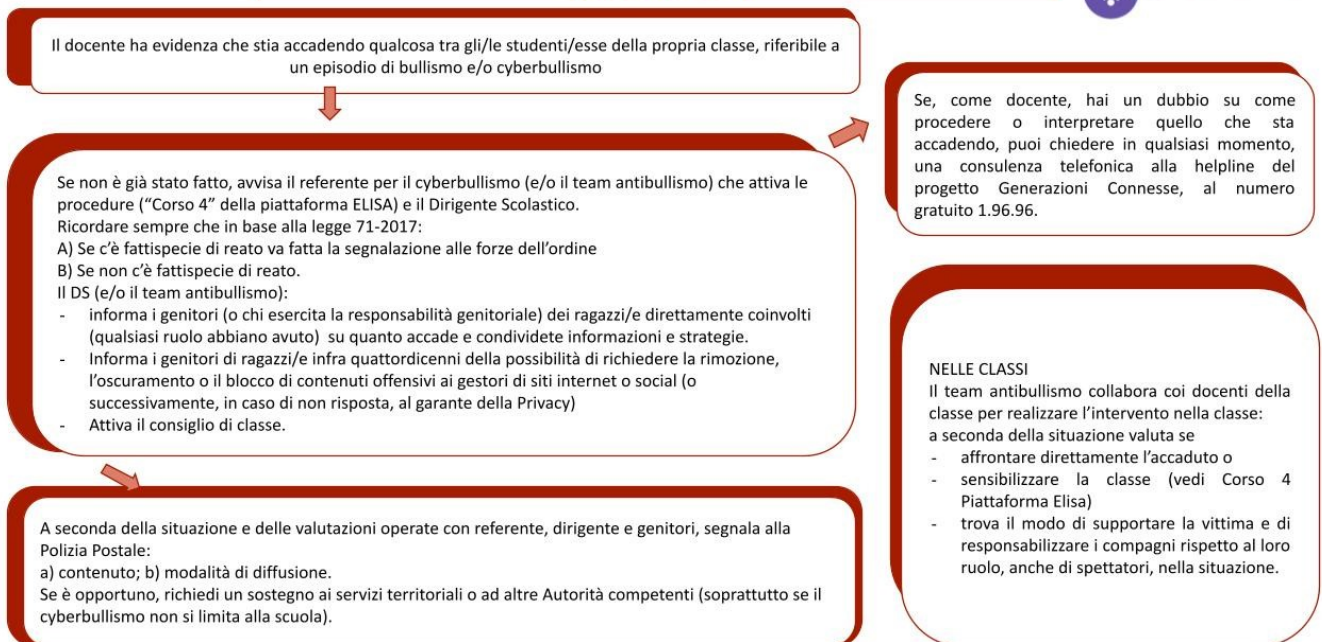 Il docente ha evidenza che stia accadendo qualcosa tra gli/le studenti/esse della propria classe, riferibile a
un episodio di bullismo e/o cyberbullismo
Se non è già stato fatto, avvisa il referente per il cyberbullismo (e/o il team antibullismo) che attiva le
procedure (“Corso 4” della piattaforma ELISA) e il Dirigente Scolastico.
Ricordare sempre che in base alla legge 71-2017:
A) Se c’è fattispecie di reato va fatta la segnalazione alle forze dell’ordine
B) Se non c’è fattispecie di reato.
Il DS (e/o il team antibullismo):
- informa i genitori (o chi esercita la responsabilità genitoriale) dei ragazzi/e direttamente coinvolti
(qualsiasi ruolo abbiano avuto) su quanto accade e condividete informazioni e strategie.
- Informa i genitori di ragazzi/e infra quattordicenni della possibilità di richiedere la rimozione,
l’oscuramento o il blocco di contenuti offensivi ai gestori di siti internet o social (o
successivamente, in caso di non risposta, al garante della Privacy)
- Attiva il consiglio di classe.
A seconda della situazione e delle valutazioni operate con referente, dirigente e genitori, segnala alla
Polizia Postale:
a) contenuto; b) modalità di diffusione.
Se è opportuno, richiedi un sostegno ai servizi territoriali o ad altre Autorità competenti (soprattutto se il
cyberbullismo non si limita alla scuola).
Se, come docente, hai un dubbio su come
procedere o interpretare quello che sta
accadendo, puoi chiedere in qualsiasi momento,
una consulenza telefonica alla helpline del
progetto Generazioni Connesse, al numero
gratuito 1.96.96.
NELLE CLASSI
Il team antibullismo collabora coi docenti della
classe per realizzare l’intervento nella classe:
a seconda della situazione valuta se
- affrontare direttamente l’accaduto o
- sensibilizzare la classe (vedi Corso 4
Piattaforma Elisa)
- trova il modo di supportare la vittima e di
responsabilizzare i compagni rispetto al loro
ruolo, anche di spettatori, nella situazione.